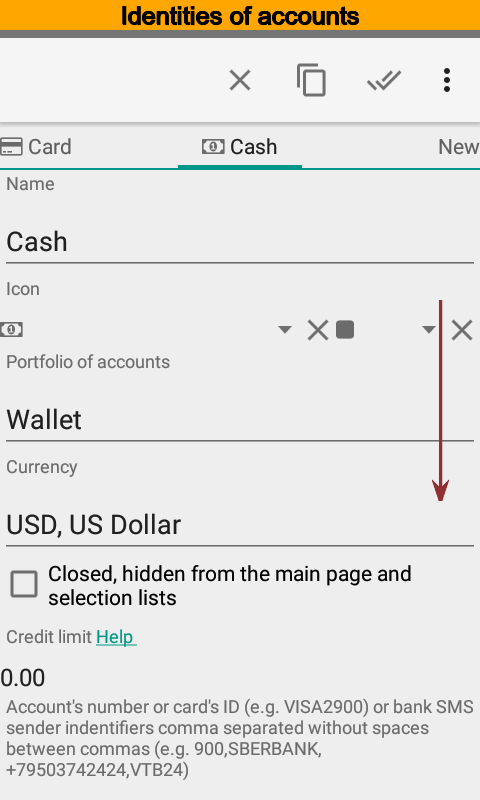 Identities of accounts
Card
Cash
New
Name
Cash
Icon
Portfolio of accounts
Wallet
Currency
USD, US Dollar
Closed, hidden from the main page and
selection lists
Credit limit Help
0.00
Account's number or card's ID (e.g. VISA2900) or bank SMS
sender indentifiers comma separated without spaces
between commas (e.g. 900,SBERBANK,
+79503742424,VTB24)